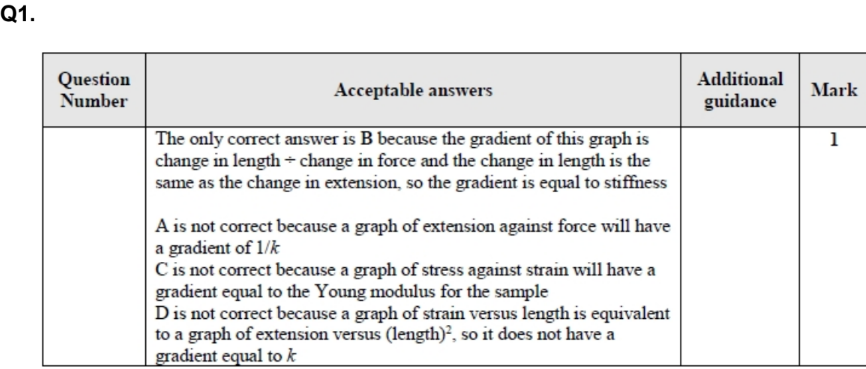 Q1.
Question Number
Acceptable answers
Additional guidance
Mark
The only correct answer is B because the gradient of this graph is
change in length ÷ change in force and the change in length is the
same as the change in extension, so the gradient is equal to stiffness
1
A is not correct because a graph of extension against force will have
a gradient of 1/k
C is not correct because a graph of stress against strain will have a
gradient equal to the Young modulus for the sample
D is not correct because a graph of strain versus length is equivalent
to a graph of extension versus (length)², so it does not have a
gradient equal to k